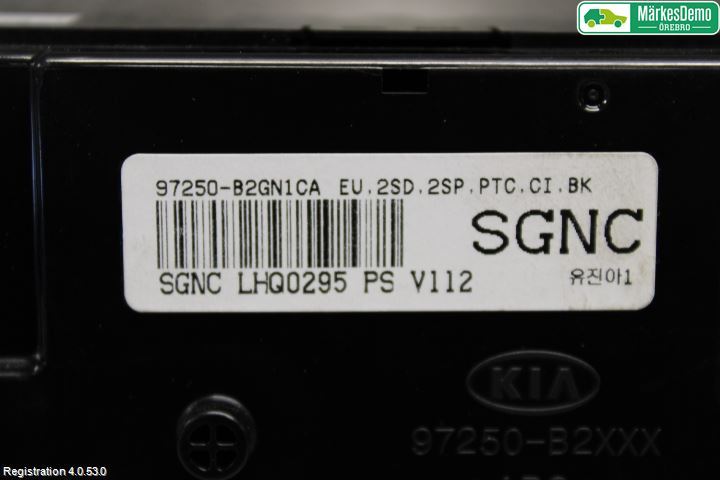 MärkesDemo
ÖREBRO
97250-B2GN1CA EU.2SD.2SP.PTC.CI.BK
SGNC
SGNC LHQ0295 PS V112
유진아1
KIA
97250-B2XXX
Registration 4.0.53.0